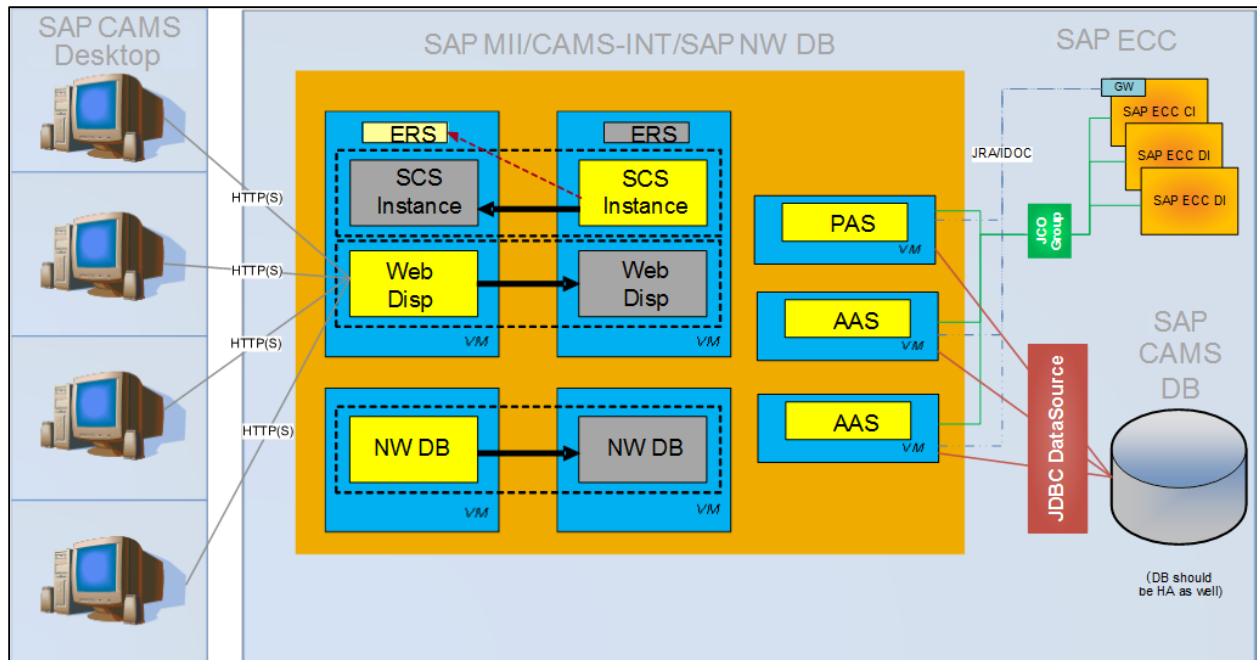 SAP CAMS
Desktop
HTTP(S)
HTTP(S)
HTTP(S)
HTTP(S)
SAP MII/CAMS-INT/SAP NW DB
ERS
SCS
Instance
Web
Disp
VM
ERS
SCS
Instance
Web
Disp
VM
NW DB
VM
NW DB
VM
PAS
VM
AAS
VM
AAS
VM
SAP ECC
GW
SAP ECC CI
SAP ECC DI
SAP ECC DI
JRA/IDOC
JCO
Group
JDBC DataSource
SAP
CAMS
DB
(DB should
be HA as well)